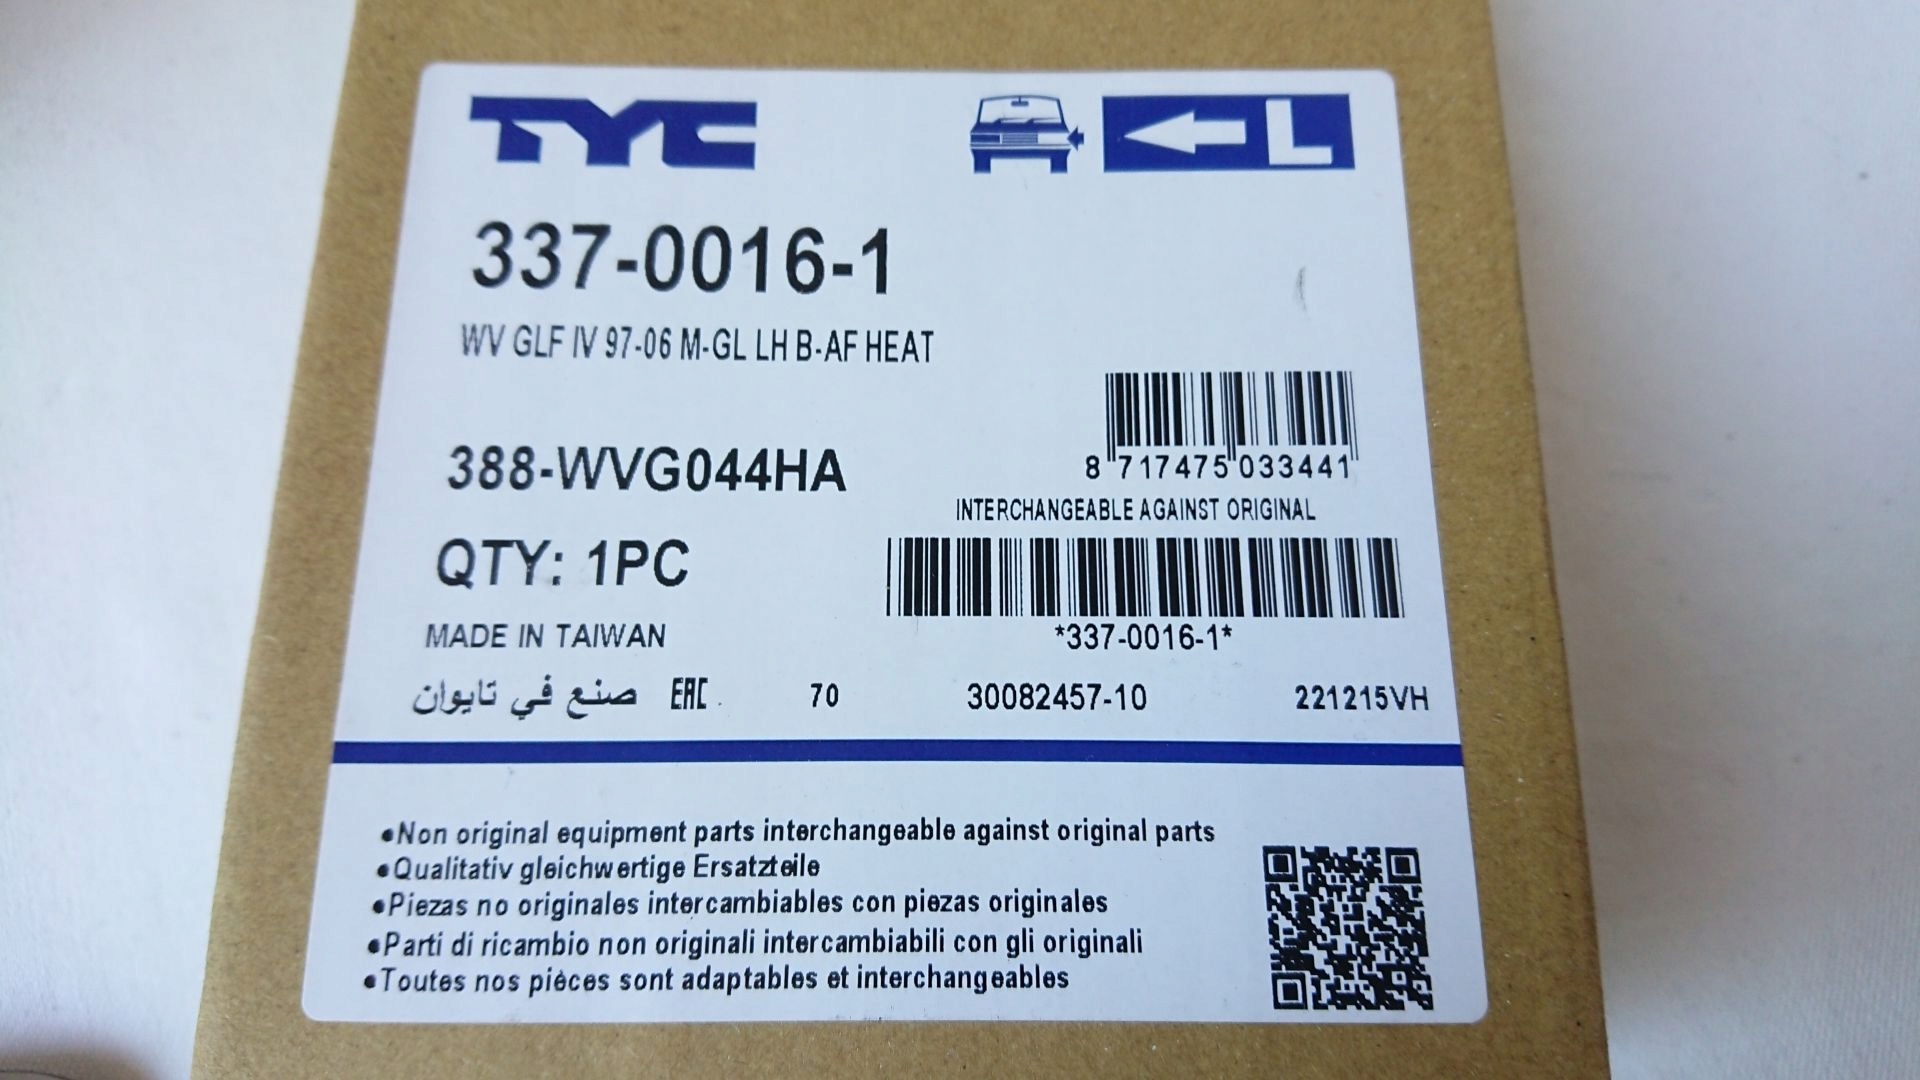 TYC
L
337-0016-1
WV GLF IV 97-06 M-GL LH B-AF HEAT
388-WVG044HA
8 717475 033441
INTERCHANGEABLE AGAINST ORIGINAL
QTY: 1PC
MADE IN TAIWAN
*337-0016-1*
صنع في تايوان EAC 70 30082457-10 221215VH
•Non original equipment parts interchangeable against original parts
•Qualitativ gleichwertige Ersatzteile
•Piezas no originales intercambiables con piezas originales
•Parti di ricambio non originali intercambiabili con gli originali
•Toutes nos pièces sont adaptables et interchangeables